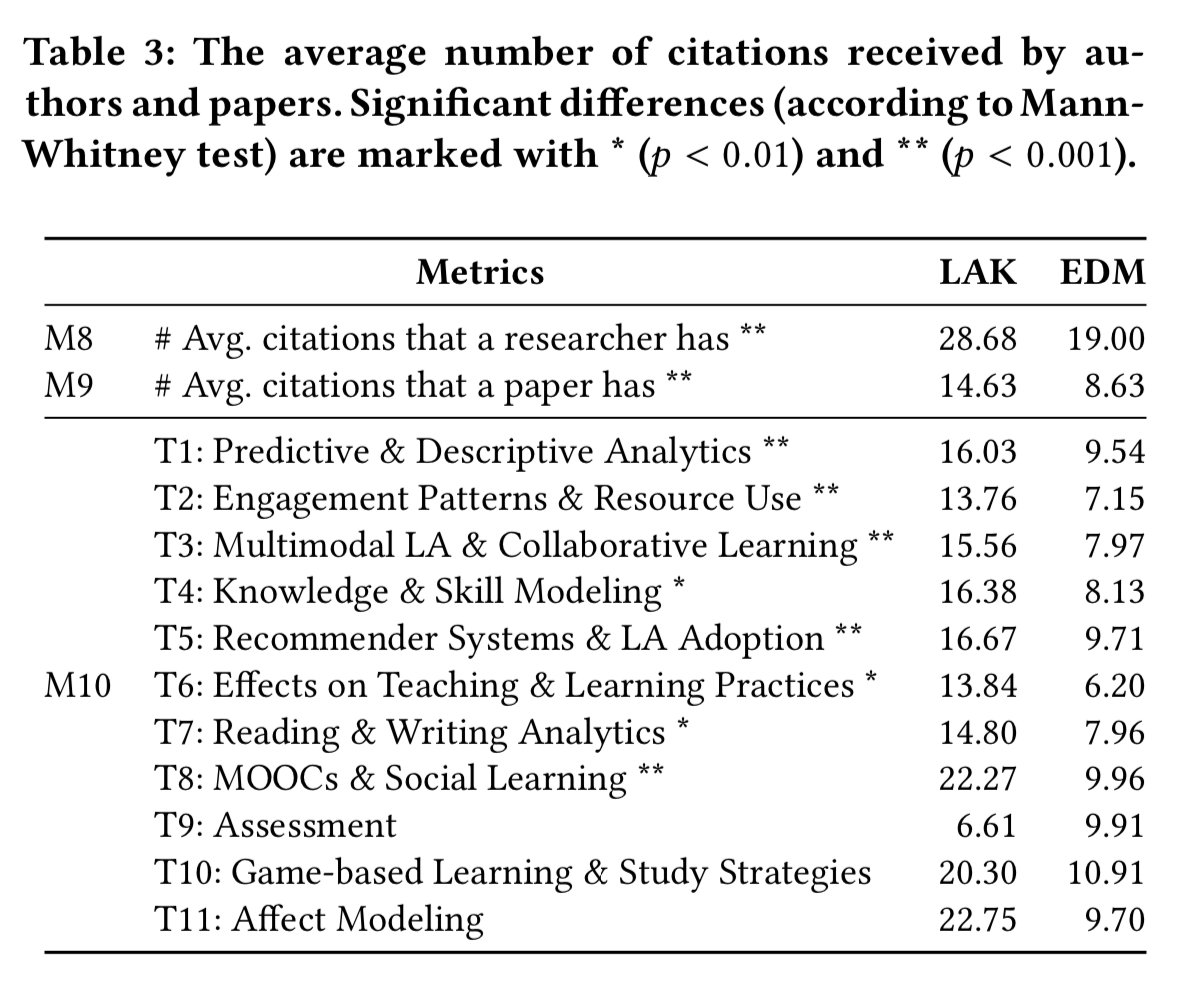 Table 3: The average number of citations received by au-
thors and papers. Significant differences (according to Mann-
Whitney test) are marked with * (p < 0.01) and ** (p < 0.001).
Metrics LAK EDM
M8 # Avg. citations that a researcher has ** 28.68 19.00
M9 # Avg. citations that a paper has ** 14.63 8.63
T1: Predictive & Descriptive Analytics ** 16.03 9.54
T2: Engagement Patterns & Resource Use ** 13.76 7.15
T3: Multimodal LA & Collaborative Learning ** 15.56 7.97
T4: Knowledge & Skill Modeling * 16.38 8.13
T5: Recommender Systems & LA Adoption ** 16.67 9.71
M10 T6: Effects on Teaching & Learning Practices * 13.84 6.20
T7: Reading & Writing Analytics * 14.80 7.96
T8: MOOCs & Social Learning ** 22.27 9.96
T9: Assessment 6.61 9.91
T10: Game-based Learning & Study Strategies 20.30 10.91
T11: Affect Modeling 22.75 9.70